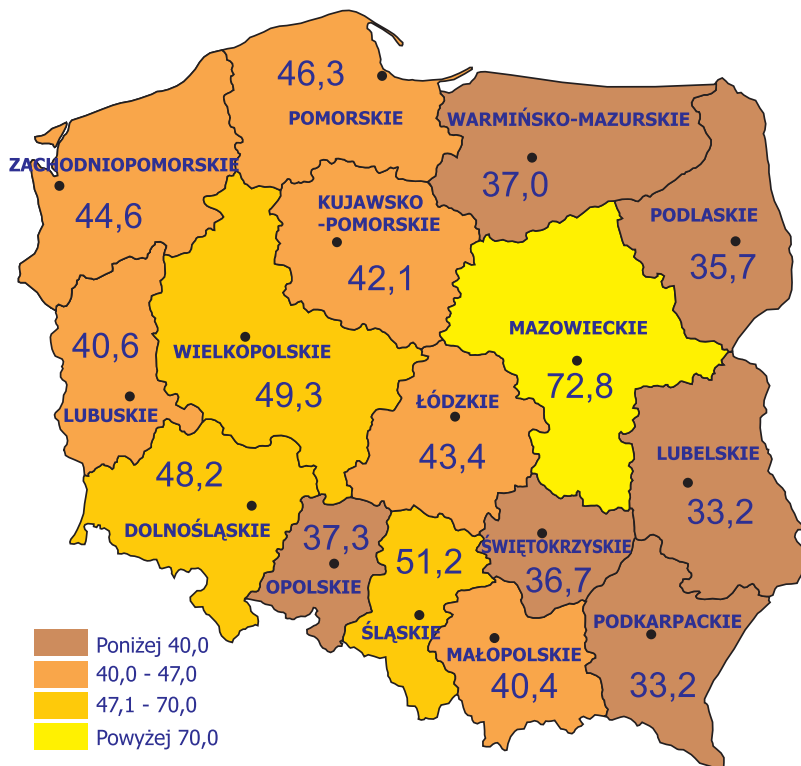 46,3
POMORSKIE
WARMIŃSKO-MAZURSKIE
37,0
ZACHODNIOPOMORSKIE
44,6
KUJAWSKO
-POMORSKIE
42,1
PODLASKIE
35,7
MAZOWIECKIE
72,8
40,6
LUBUSKIE
WIELKOPOLSKIE
49,3
ŁÓDZKIE
43,4
LUBELSKIE
33,2
48,2
DOLNOŚLĄSKIE
37,3
OPOLSKIE
51,2
ŚLĄSKIE
ŚWIĘTOKRZYSKIE
36,7
MAŁOPOLSKIE
40,4
PODKARPACKIE
33,2
Poniżej 40,0
40,0 - 47,0
47,1 - 70,0
Powyżej 70,0